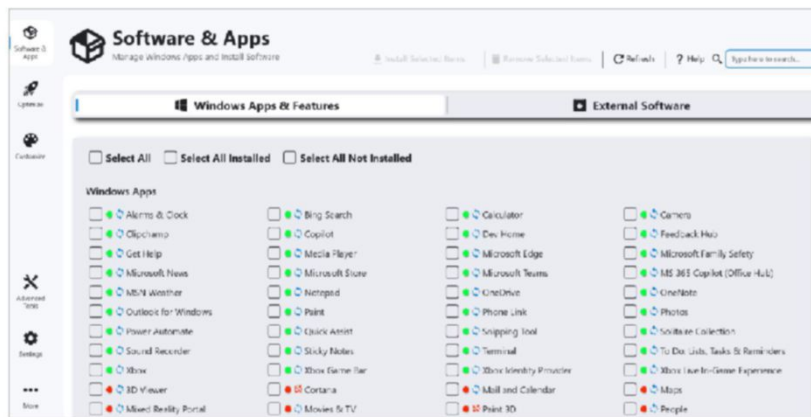 Software & Apps
Manage Windows Apps and Install Software
Install Selected Items
Remove Selected Items
Refresh
? Help
Type here to search...
Software & Apps
Optimize
Customize
Advanced Tools
Settings
More
Windows Apps & Features
External Software
Select All Select All Installed Select All Not Installed
Windows Apps
Alarms & Clock Bing Search Calculator Camera
Clipchamp Copilot Dev Home Feedback Hub
Get Help Media Player Microsoft Edge Microsoft Family Safety
Microsoft News Microsoft Store Microsoft Teams MS 365 Copilot (Office Hub)
MSN Weather Notepad OneDrive OneNote
Outlook for Windows Paint Phone Link Photos
Power Automate Quick Assist Snipping Tool Solitaire Collection
Sound Recorder Sticky Notes Terminal To Do: Lists, Tasks & Reminders
Xbox Xbox Game Bar Xbox Identity Provider Xbox Live In-Game Experience
3D Viewer Cortana Mail and Calendar Maps
Mixed Reality Portal Movies & TV Paint 3D People